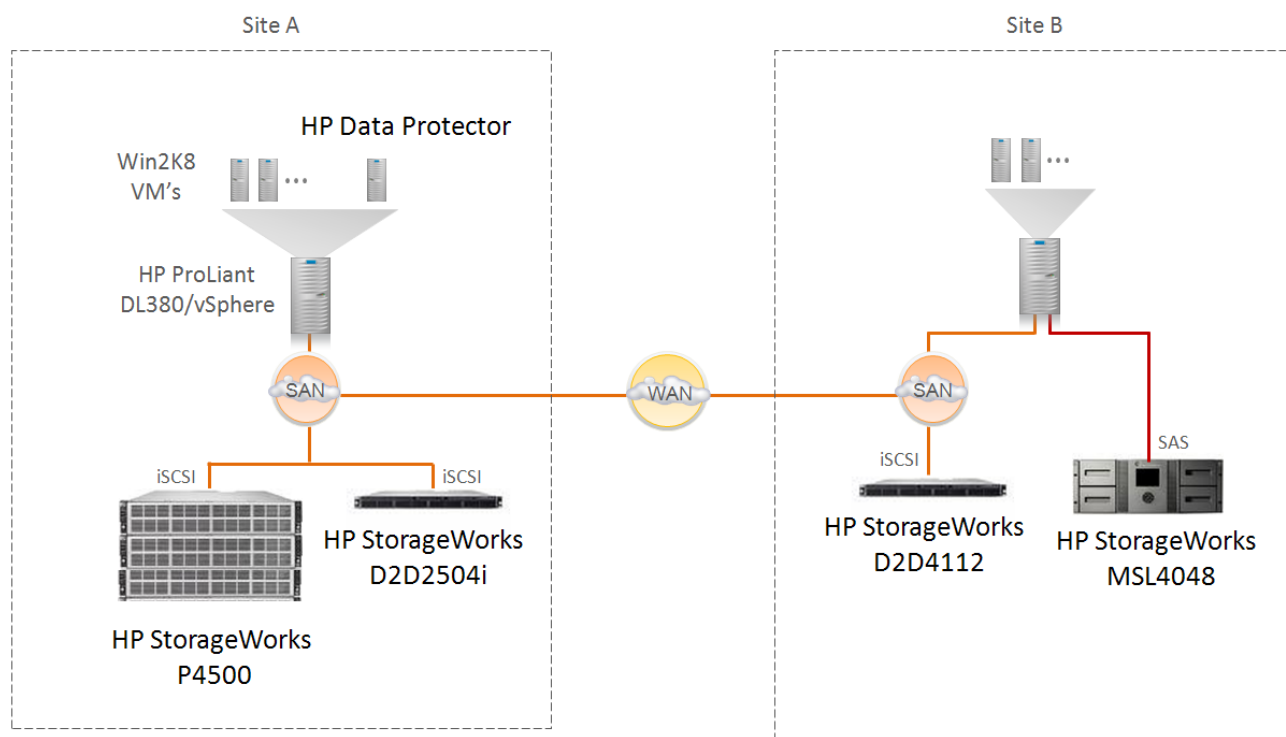 Site A
Site B
HP Data Protector
Win2K8
VM's
...
...
HP ProLiant
DL380/vSphere
SAN
WAN
SAN
iSCSI
iSCSI
iSCSI
SAS
HP StorageWorks
D2D2504i
HP StorageWorks
P4500
HP StorageWorks
D2D4112
HP StorageWorks
MSL4048